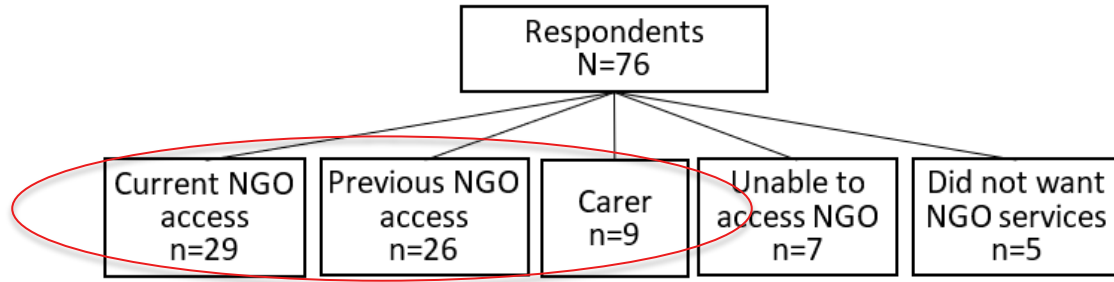 Respondents
N=76
Current NGO
access
n=29
Previous NGO
access
n=26
Carer
n=9
Unable to
access NGO
n=7
Did not want
NGO services
n=5